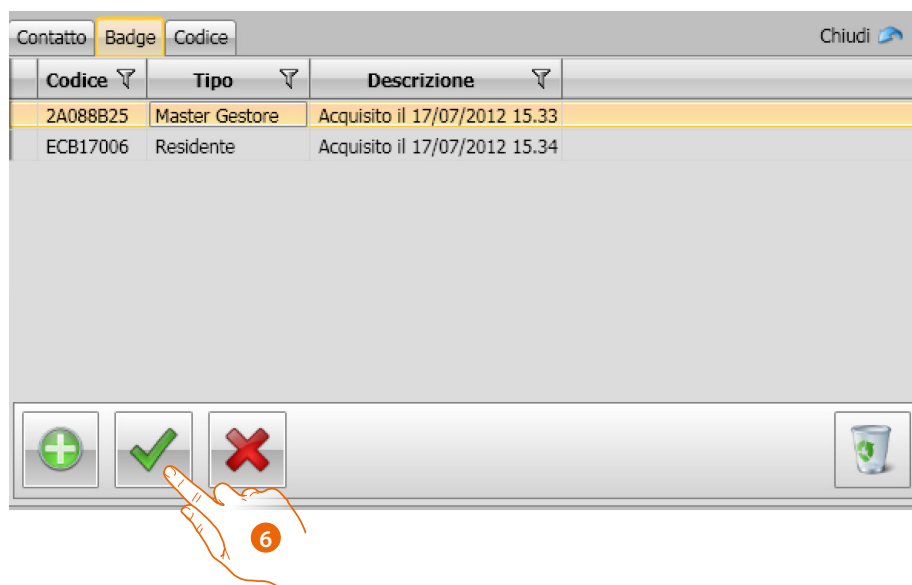 Contatto Badge Codice Chiudi
Codice Tipo Descrizione
2A088B25 Master Gestore Acquisito il 17/07/2012 15.33
ECB17006 Residente Acquisito il 17/07/2012 15.34
6